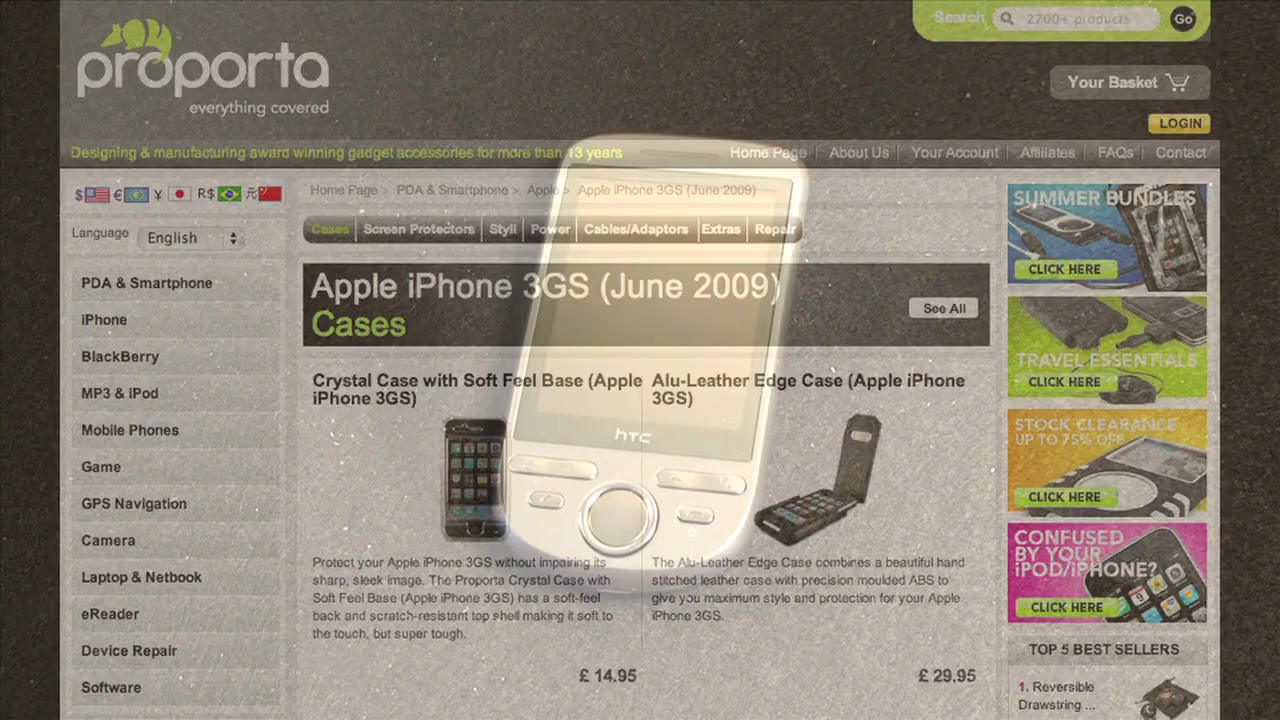 proporta
everything covered
Search 2700+ products Go
Your Basket
LOGIN
Designing & manufacturing award winning gadget accessories for more than 13 years
Home Page About Us Your Account Affiliates FAQs Contact
$ € ¥ R$ 元
Language English
Home Page > PDA & Smartphone > Apple > Apple iPhone 3GS (June 2009)
Cases Screen Protectors Styli Power Cables/Adaptors Extras Repair
PDA & Smartphone
iPhone
BlackBerry
MP3 & iPod
Mobile Phones
Game
GPS Navigation
Camera
Laptop & Netbook
eReader
Device Repair
Software
Apple iPhone 3GS (June 2009)
Cases
See All
Crystal Case with Soft Feel Base (Apple
iPhone 3GS)
Protect your Apple iPhone 3GS without impairing its
sharp, sleek image. The Proporta Crystal Case with
Soft Feel Base (Apple iPhone 3GS) has a soft-feel
back and scratch-resistant top shell making it soft to
the touch, but super tough.
£ 14.95
Alu-Leather Edge Case (Apple iPhone
3GS)
The Alu-Leather Edge Case combines a beautiful hand
stitched leather case with precision moulded ABS to
give you maximum style and protection for your Apple
iPhone 3GS.
£ 29.95
hTC
SUMMER BUNDLES
CLICK HERE
TRAVEL ESSENTIALS
CLICK HERE
STOCK CLEARANCE
UP TO 75% OFF
CLICK HERE
CONFUSED
BY YOUR
iPOD/iPHONE?
CLICK HERE
TOP 5 BEST SELLERS
1. Reversible
Drawstring ...